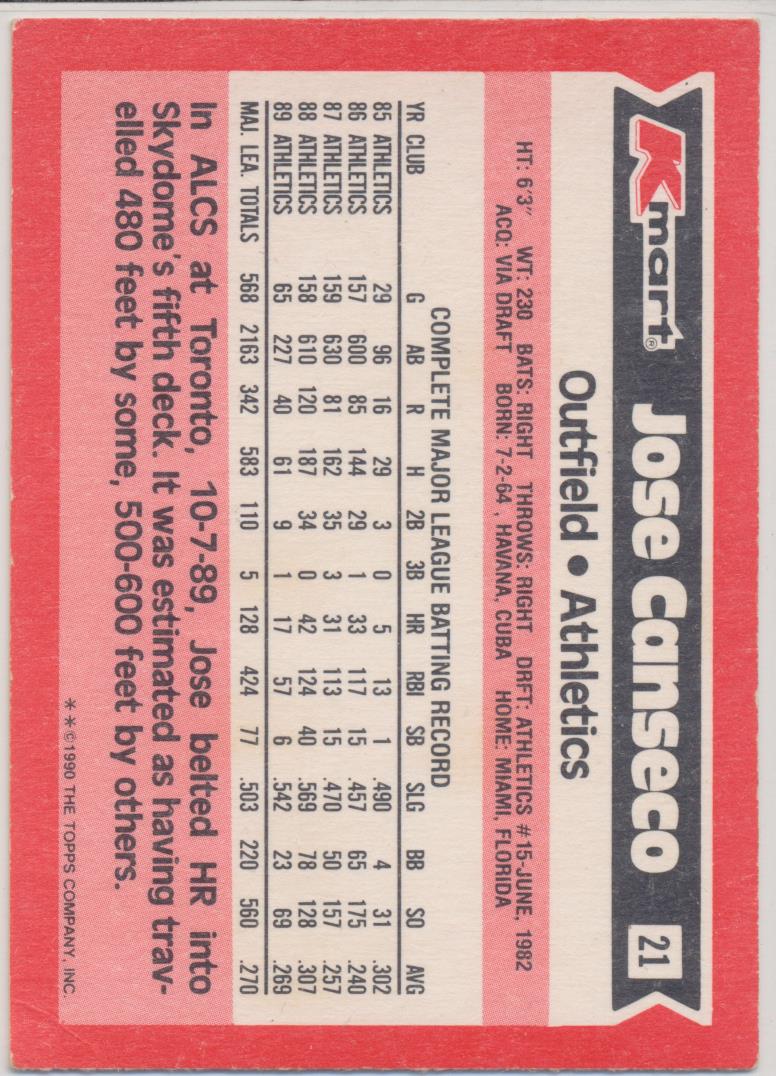 Kmart® Jose Canseco 21
Outfield • Athletics
HT: 6'3" WT: 230 BATS: RIGHT THROWS: RIGHT DRFT: ATHLETICS #15-JUNE, 1982
ACQ: VIA DRAFT BORN: 7-2-64, HAVANA, CUBA HOME: MIAMI, FLORIDA
COMPLETE MAJOR LEAGUE BATTING RECORD
YR CLUB G AB R H 2B 3B HR RBI SB SLG BB SO AVG
85 ATHLETICS 29 96 16 29 3 0 5 13 1 .490 4 31 .302
86 ATHLETICS 157 600 85 144 29 1 33 117 15 .457 65 175 .240
87 ATHLETICS 159 630 81 162 35 3 31 113 15 .470 50 157 .257
88 ATHLETICS 158 610 120 187 34 0 42 124 40 .569 78 128 .307
89 ATHLETICS 65 227 40 61 9 1 17 57 6 .542 23 69 .269
MAJ. LEA. TOTALS 568 2163 342 583 110 5 128 424 77 .503 220 560 .270
In ALCS at Toronto, 10-7-89, Jose belted HR into
Skydome's fifth deck. It was estimated as having trav-
elled 480 feet by some, 500-600 feet by others.
**©1990 THE TOPPS COMPANY, INC.